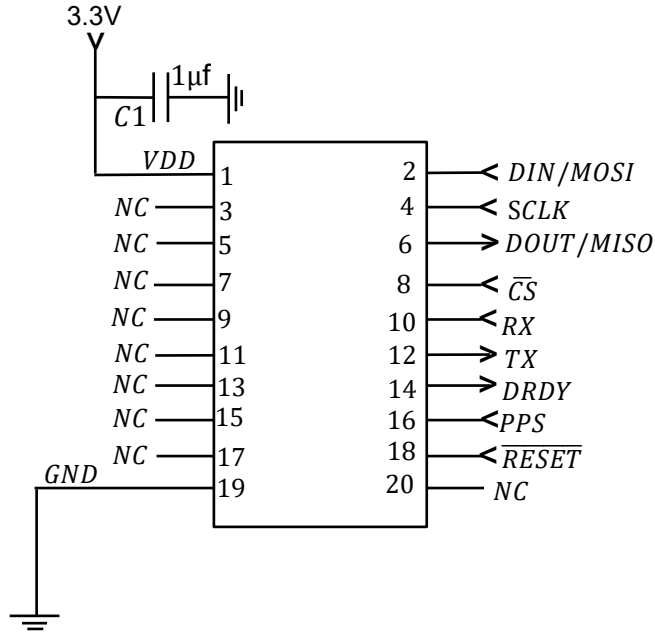 3.3V
1μf
C1
VDD
1
2
DIN/MOSI
NC
3
4
SCLK
NC
5
6
DOUT/MISO
NC
7
8
C̅S̅
NC
9
10
RX
NC
11
12
TX
NC
13
14
DRDY
NC
15
16
PPS
NC
17
18
R̅E̅S̅E̅T̅
GND
19
20
NC